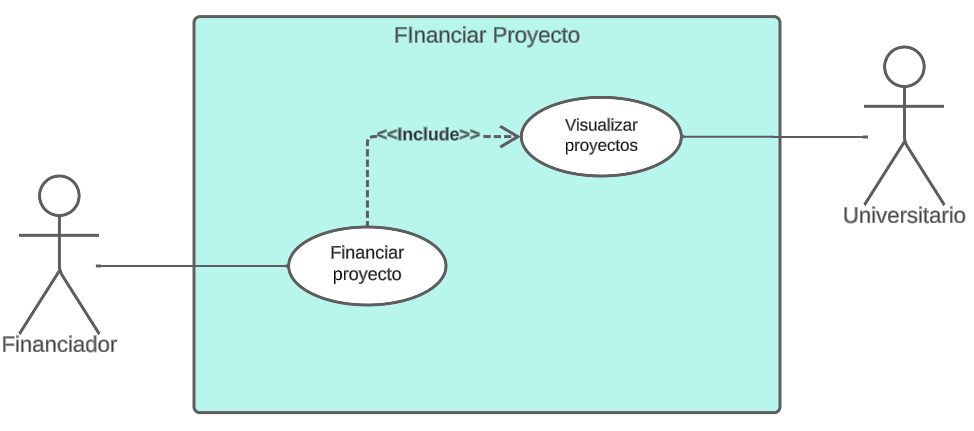 FInanciar Proyecto
Visualizar
proyectos
<<Include>>
Universitario
Financiar
proyecto
Financiador